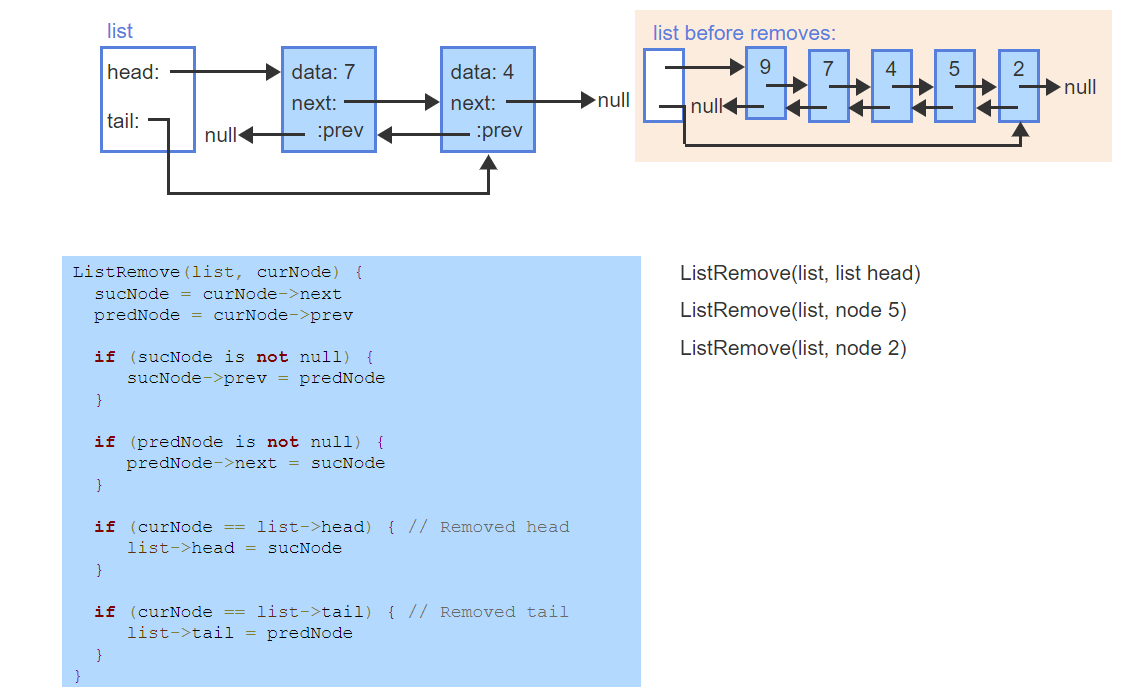 list
head:
tail:
null
data: 7
next:
:prev
data: 4
next:
:prev
null
list before removes:
null
9
7
4
5
2
null
ListRemove(list, curNode) {
sucNode = curNode->next
predNode = curNode->prev
if (sucNode is not null) {
sucNode->prev = predNode
}
if (predNode is not null) {
predNode->next = sucNode
}
if (curNode == list->head) { // Removed head
list->head = sucNode
}
if (curNode == list->tail) { // Removed tail
list->tail = predNode
}
}
ListRemove(list, list head)
ListRemove(list, node 5)
ListRemove(list, node 2)